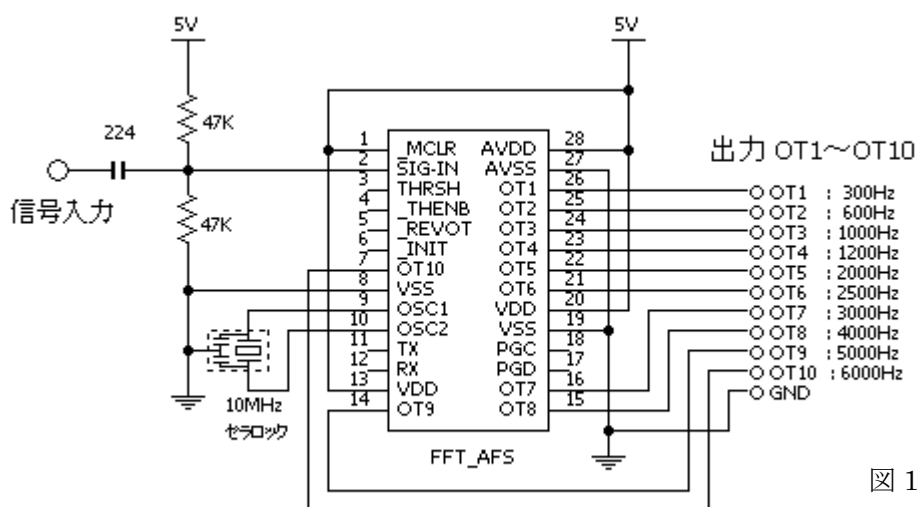 5V
5V
47K
224
信号入力
47K
10MHz
セラロック
1 _MCLR AVDD 28
2 SIG-IN AVSS 27
3 THRSH OT1 26
4 _THENB OT2 25
5 _REVOT OT3 24
6 _INIT OT4 23
7 OT10 OT5 22
8 VSS OT6 21
9 OSC1 VDD 20
10 OSC2 VSS 19
11 TX PGC 18
12 RX PGD 17
13 VDD OT7 16
14 OT9 OT8 15
FFT_AFS
出力 OT1～OT10
OT1 : 300Hz
OT2 : 600Hz
OT3 : 1000Hz
OT4 : 1200Hz
OT5 : 2000Hz
OT6 : 2500Hz
OT7 : 3000Hz
OT8 : 4000Hz
OT9 : 5000Hz
OT10 : 6000Hz
GND
図 1